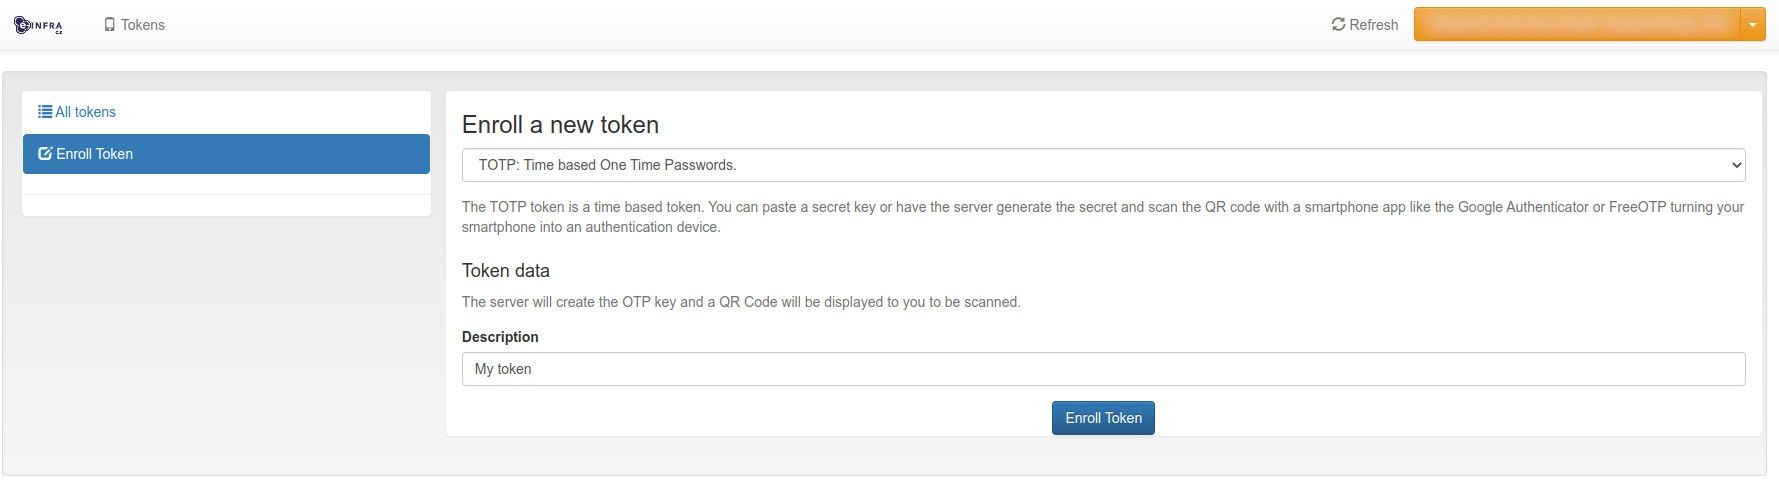 e INFRA
CZ
Tokens
Refresh
All tokens
Enroll Token
Enroll a new token
TOTP: Time based One Time Passwords.
The TOTP token is a time based token. You can paste a secret key or have the server generate the secret and scan the QR code with a smartphone app like the Google Authenticator or FreeOTP turning your
smartphone into an authentication device.
Token data
The server will create the OTP key and a QR Code will be displayed to you to be scanned.
Description
My token
Enroll Token